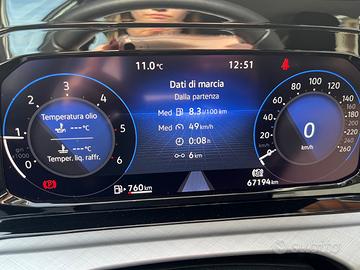 11.0 °C
12:51
Dati di marcia
Dalla partenza
Med 8.3 l/100 km
Med 49 km/h
0:08 h
6 km
Temperatura olio
--- °C
--- °C
Temper. liq. raffr.
0 1 2 3 4 5 6
0 20 40 60 80 100 120 140 160 180 200 220 240 260
0
km/h
760 km
67194 km